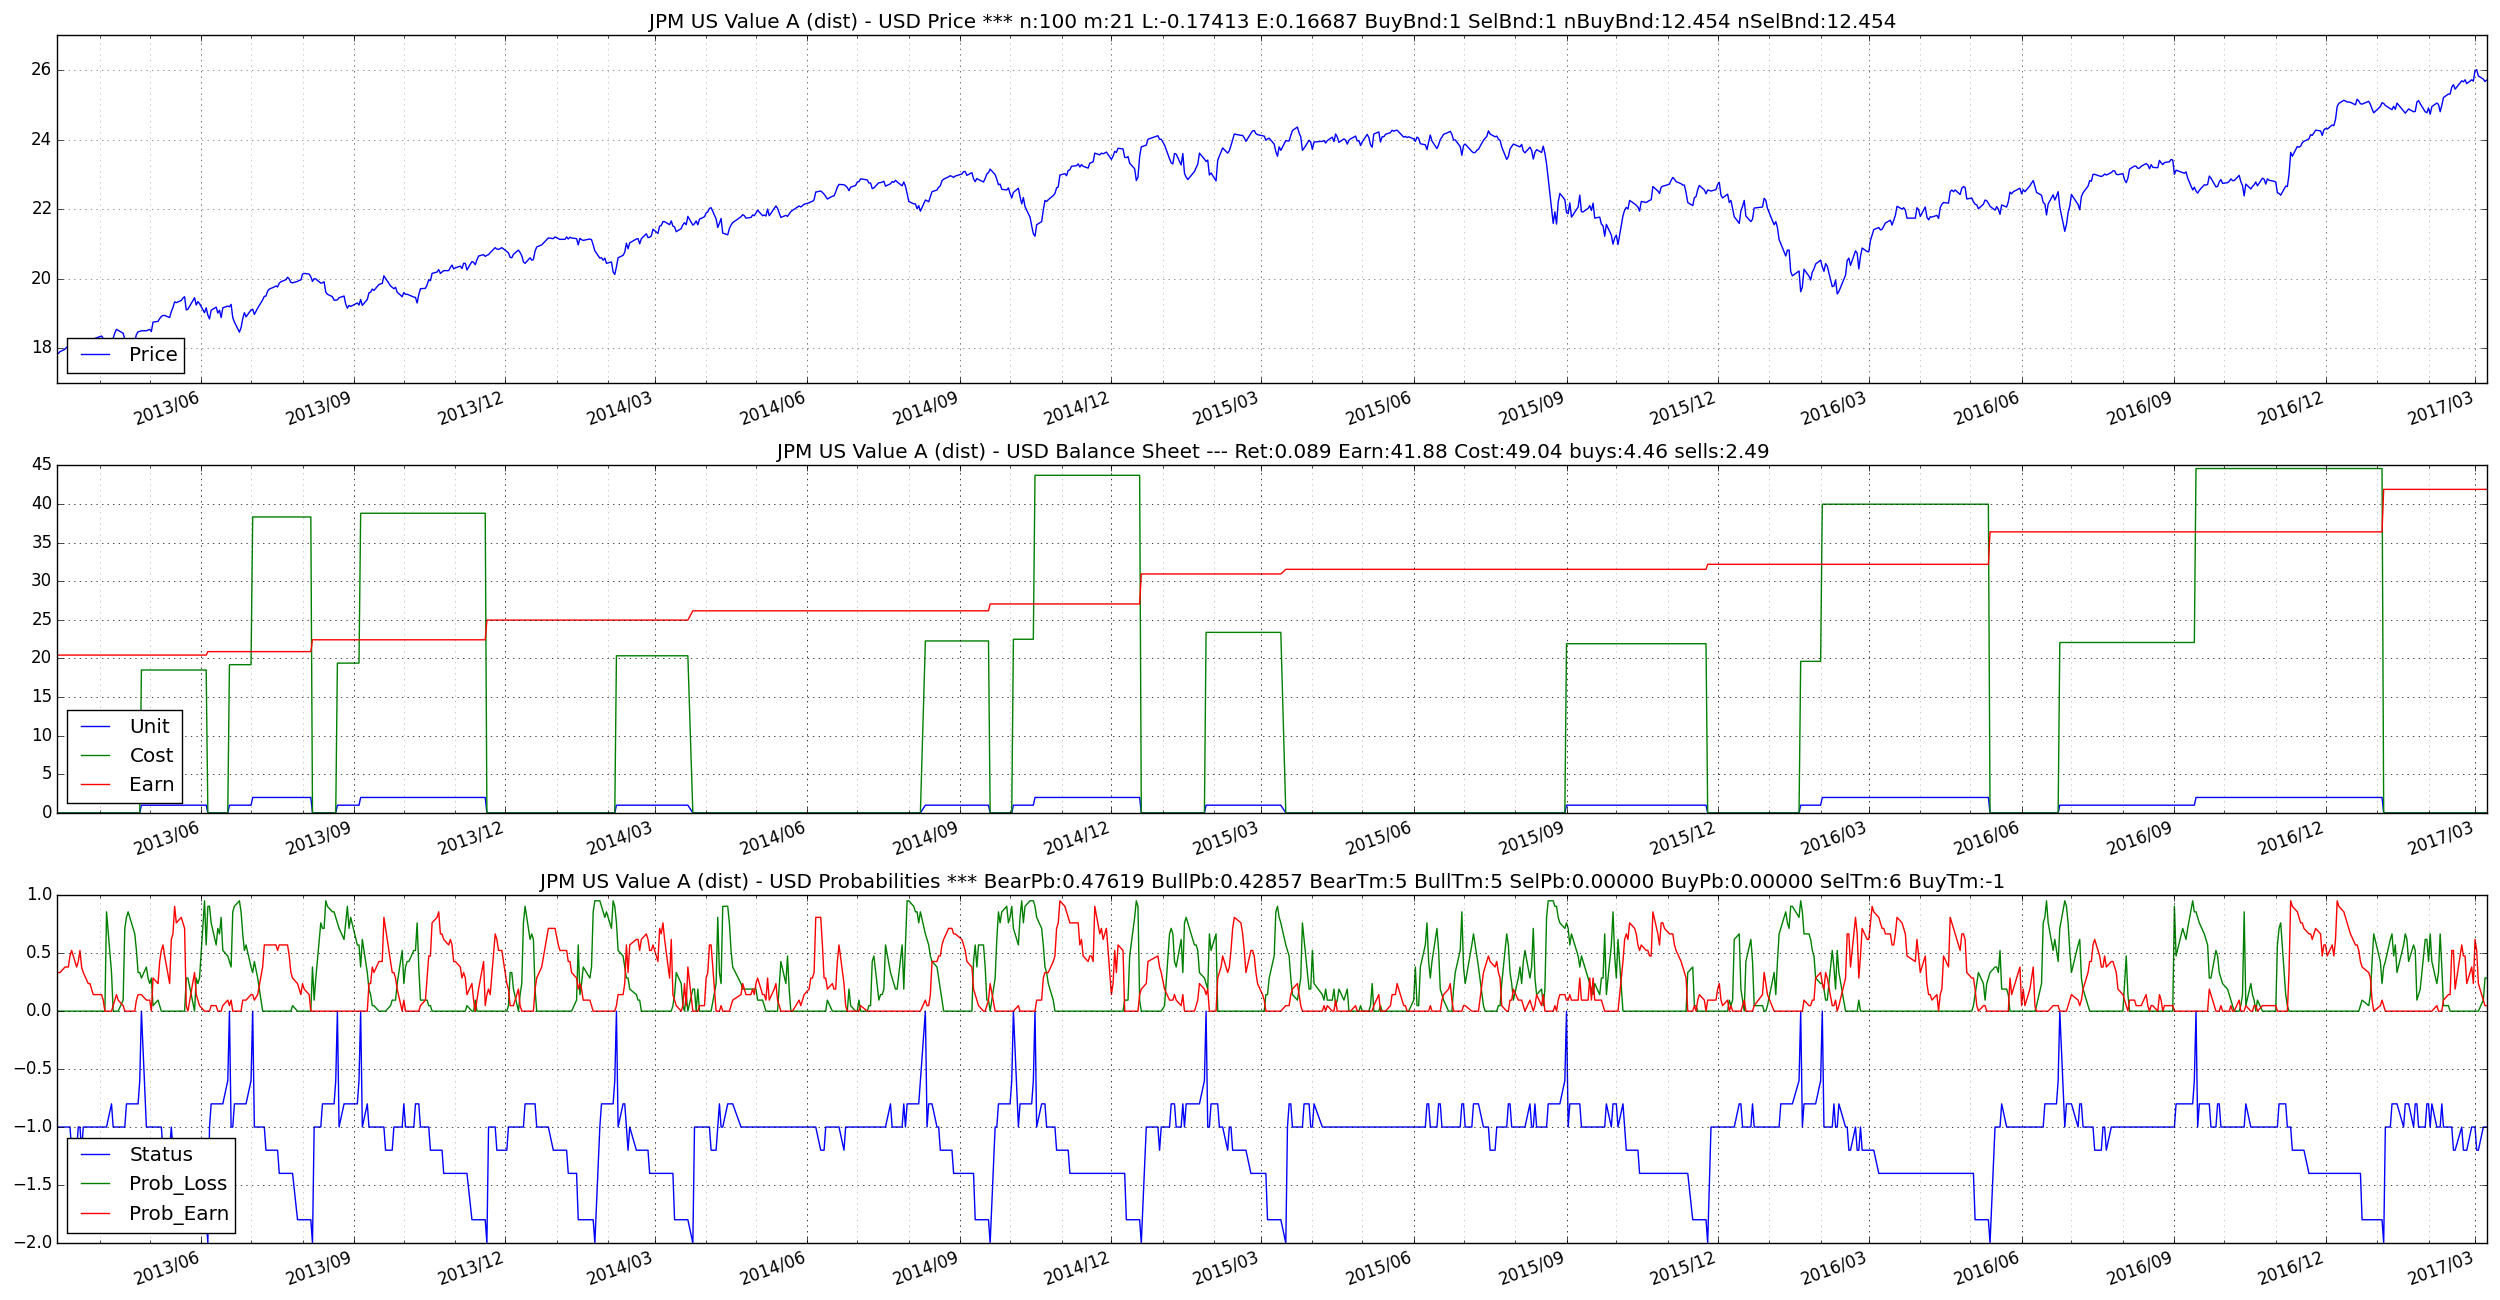 JPM US Value A (dist) - USD Price *** n:100 m:21 L:-0.17413 E:0.16687 BuyBnd:1 SelBnd:1 nBuyBnd:12.454 nSelBnd:12.454
26
24
22
20
18
Price
2013/06 2013/09 2013/12 2014/03 2014/06 2014/09 2014/12 2015/03 2015/06 2015/09 2015/12 2016/03 2016/06 2016/09 2016/12 2017/03
JPM US Value A (dist) - USD Balance Sheet --- Ret:0.089 Earn:41.88 Cost:49.04 buys:4.46 sells:2.49
45
40
35
30
25
20
15
10
5
0
Unit
Cost
Earn
2013/06 2013/09 2013/12 2014/03 2014/06 2014/09 2014/12 2015/03 2015/06 2015/09 2015/12 2016/03 2016/06 2016/09 2016/12 2017/03
JPM US Value A (dist) - USD Probabilities *** BearPb:0.47619 BullPb:0.42857 BearTm:5 BullTm:5 SelPb:0.00000 BuyPb:0.00000 SelTm:6 BuyTm:-1
1.0
0.5
0.0
−0.5
−1.0
−1.5
−2.0
Status
Prob_Loss
Prob_Earn
2013/06 2013/09 2013/12 2014/03 2014/06 2014/09 2014/12 2015/03 2015/06 2015/09 2015/12 2016/03 2016/06 2016/09 2016/12 2017/03